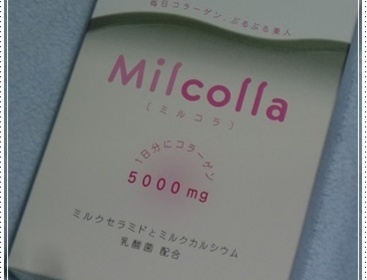 毎日コラーゲン、ぷるぷる美人
Milcolla
(ミルコラ)
1日分にコラーゲン
5000mg
ミルクセラミドとミルクカルシウム
乳酸菌 配合